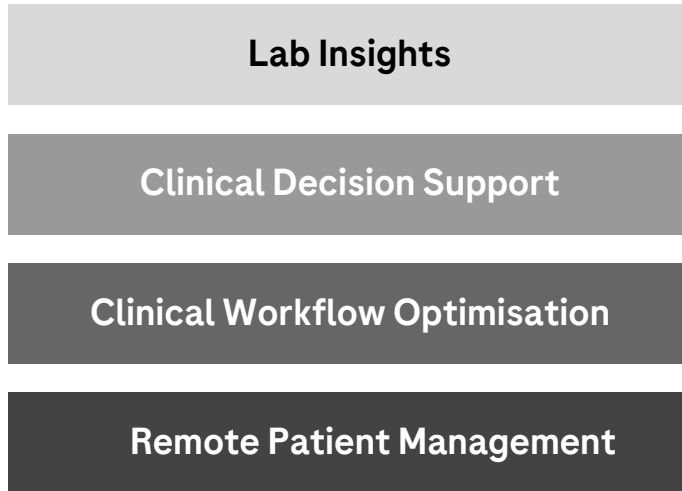 Lab Insights
Clinical Decision Support
Clinical Workflow Optimisation
Remote Patient Management